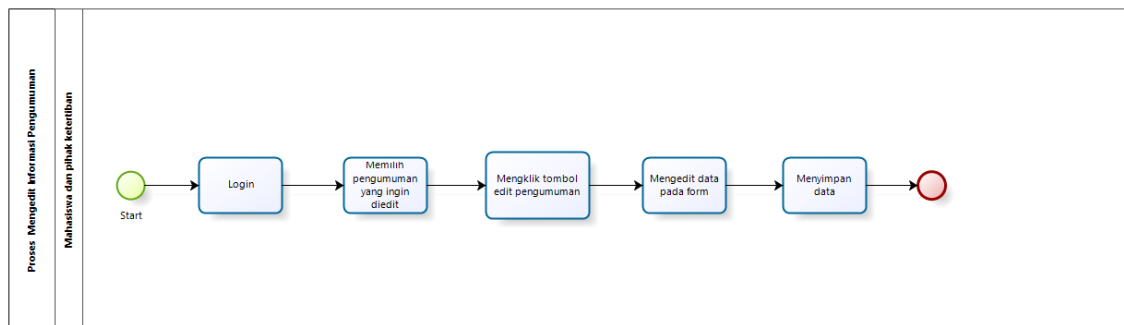 Proses Mengedit Informasi Pengumuman
Mahasiswa dan pihak ketertiban
Start
Login
Memilih
pengumuman
yang ingin
diedit
Mengklik tombol
edit pengumuman
Mengedit data
pada form
Menyimpan
data